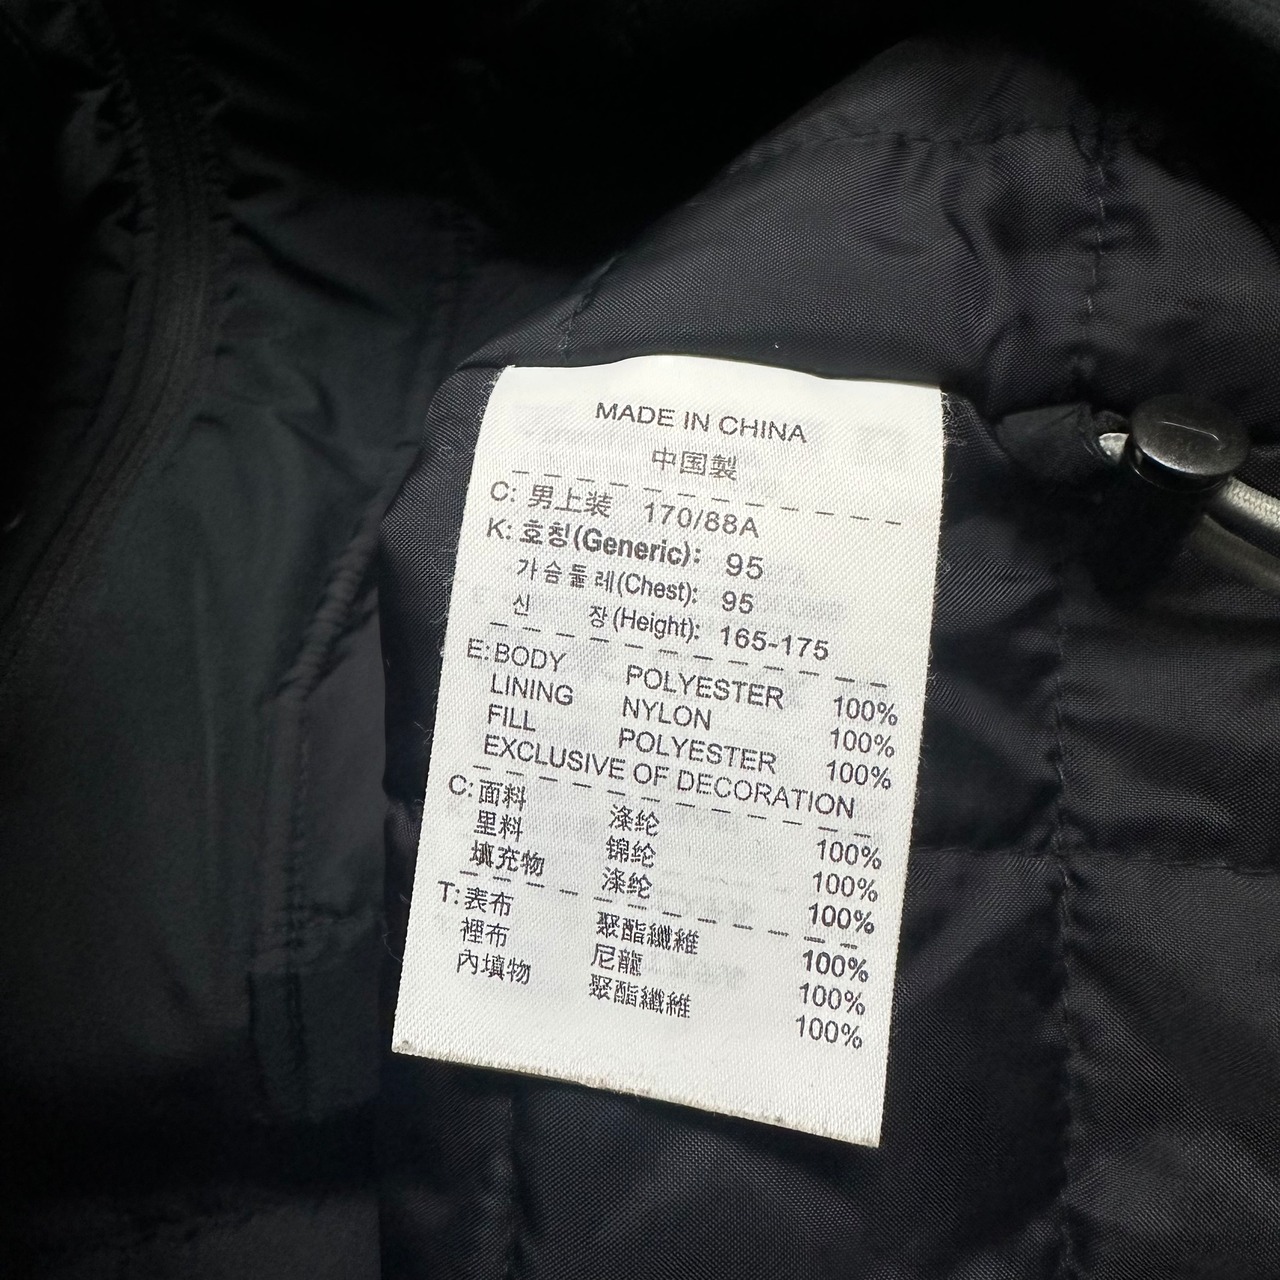 MADE IN CHINA
中国製
C: 男上装 170/88A
K: 호칭(Generic): 95
가슴둘레(Chest): 95
신 장(Height): 165-175
E: BODY POLYESTER 100%
LINING NYLON 100%
FILL POLYESTER 100%
EXCLUSIVE OF DECORATION
C: 面料 涤纶 100%
里料 锦纶 100%
填充物 涤纶 100%
T: 表布 聚酯纖維 100%
裡布 尼龍 100%
內填物 聚酯纖維 100%